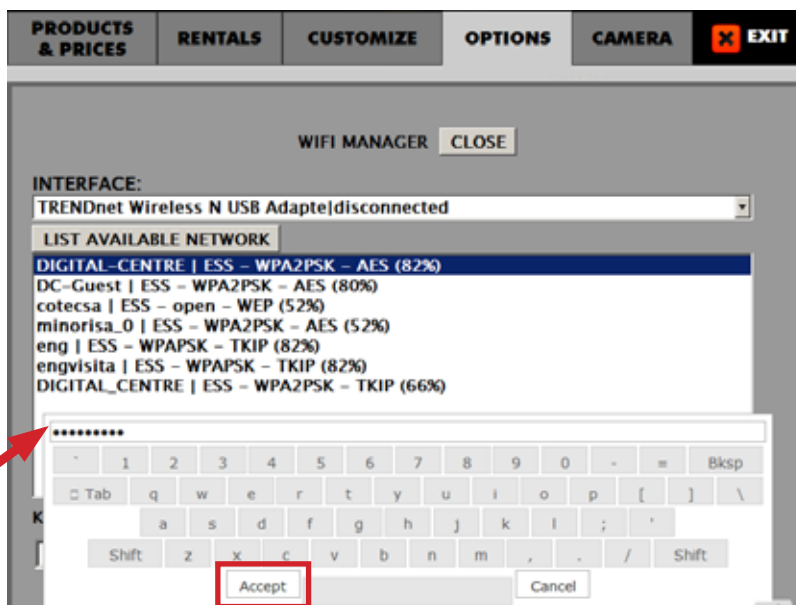 PRODUCTS & PRICES RENTALS CUSTOMIZE OPTIONS CAMERA X EXIT
WIFI MANAGER CLOSE
INTERFACE:
TRENDnet Wireless N USB Adapte|disconnected
LIST AVAILABLE NETWORK
DIGITAL-CENTRE | ESS - WPA2PSK - AES (82%)
DC-Guest | ESS - WPA2PSK - AES (80%)
cotecsa | ESS - open - WEP (52%)
minorisa_0 | ESS - WPA2PSK - AES (52%)
eng | ESS - WPAPSK - TKIP (82%)
engvisita | ESS - WPAPSK - TKIP (82%)
DIGITAL_CENTRE | ESS - WPA2PSK - TKIP (66%)
•••••••••
` 1 2 3 4 5 6 7 8 9 0 - = Bksp
Tab q w e r t y u i o p [ ] \
K a s d f g h j k l ; '
Shift z x c v b n m , . / Shift
Accept Cancel